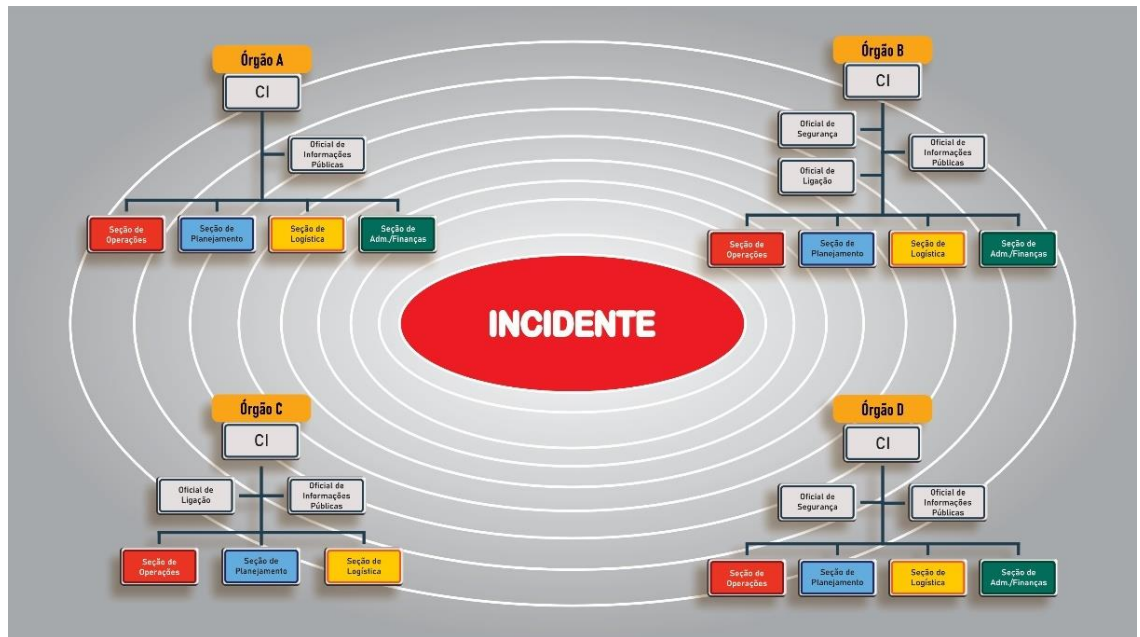 Órgão A
CI
Oficial de
Informações
Públicas
Seção de
Operações
Seção de
Planejamento
Seção de
Logística
Seção de
Adm./Finanças
Órgão B
CI
Oficial de
Segurança
Oficial de
Informações
Públicas
Oficial de
Ligação
Seção de
Operações
Seção de
Planejamento
Seção de
Logística
Seção de
Adm./Finanças
INCIDENTE
Órgão C
CI
Oficial de
Ligação
Oficial de
Informações
Públicas
Seção de
Operações
Seção de
Planejamento
Seção de
Logística
Órgão D
CI
Oficial de
Segurança
Oficial de
Informações
Públicas
Seção de
Operações
Seção de
Planejamento
Seção de
Logística
Seção de
Adm./Finanças